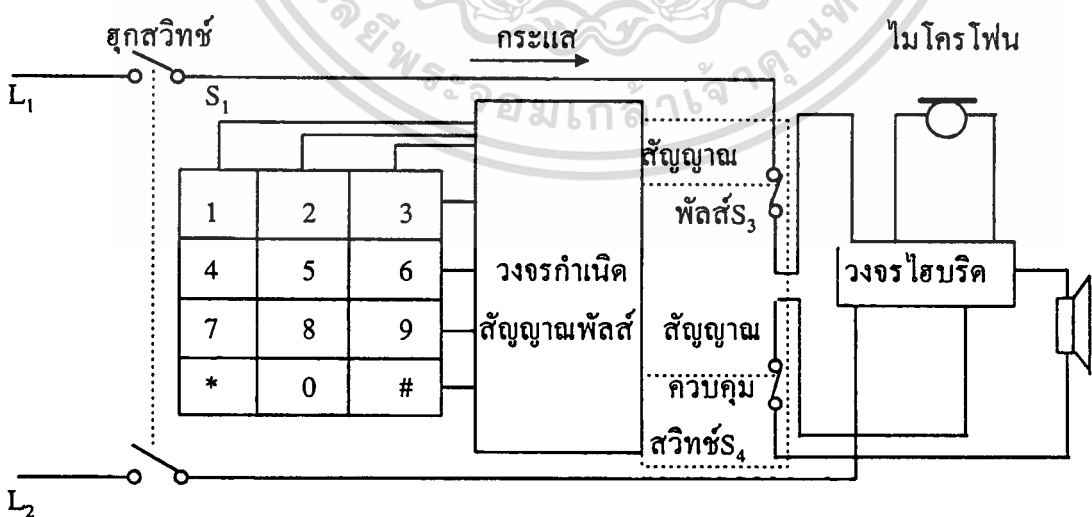 ฮุกสวิทช์
กระแส
ไมโครโฟน
L1
S1
สัญญาณ
พัลส์S3
1 2 3
4 5 6
7 8 9
* 0 #
วงจรกำเนิด
สัญญาณพัลส์
วงจรไฮบริด
สัญญาณ
ควบคุม
สวิทช์S4
L2